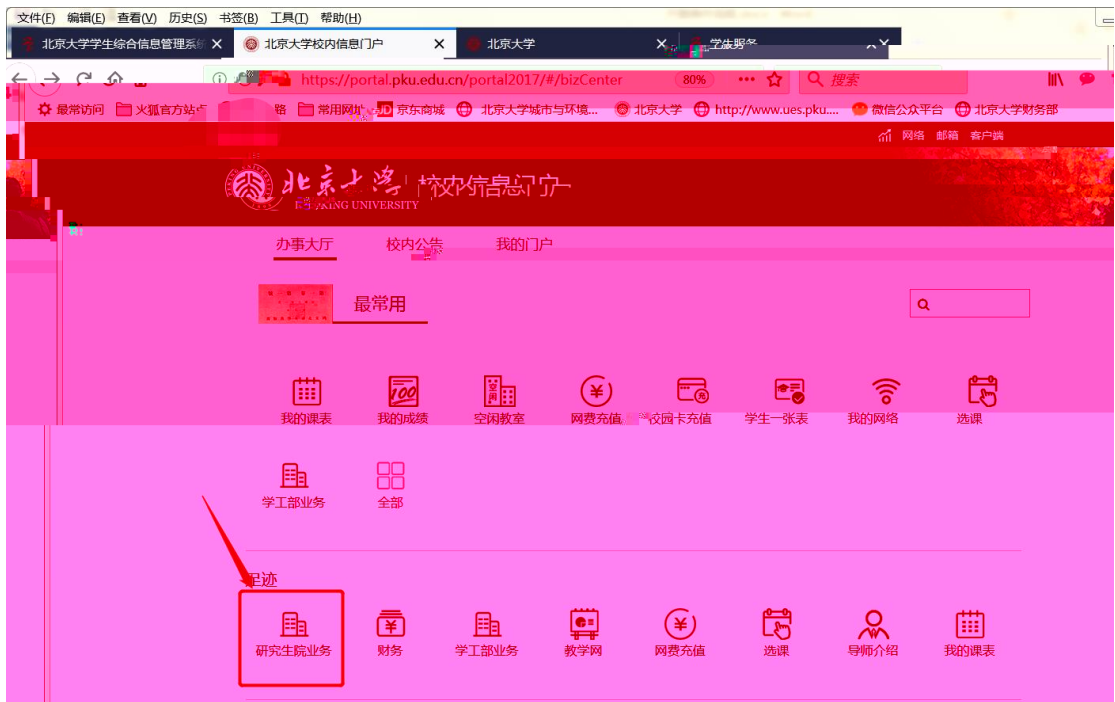 文件(F) 编辑(E) 查看(V) 历史(S) 书签(B) 工具(T) 帮助(H)
北京大学学生综合信息管理系统 北京大学校内信息门户 北京大学
https://portal.pku.edu.cn/portal2017/#/bizCenter 80% 搜索
最常访问 火狐官方站点 常用网址 JD 京东商城 北京大学城市与环境... 北京大学 http://www.ues.pku.... 微信公众平台 北京大学财务部
网络 邮箱 客户端
北京大学 校内信息门户
PEKING UNIVERSITY
办事大厅 校内公告 我的门户
最常用
我的课表 我的成绩 空闲教室 网费充值 校园卡充值 学生一张表 我的网络 选课
学工部业务 全部
足迹
研究生院业务 财务 学工部业务 教学网 网费充值 选课 导师介绍 我的课表